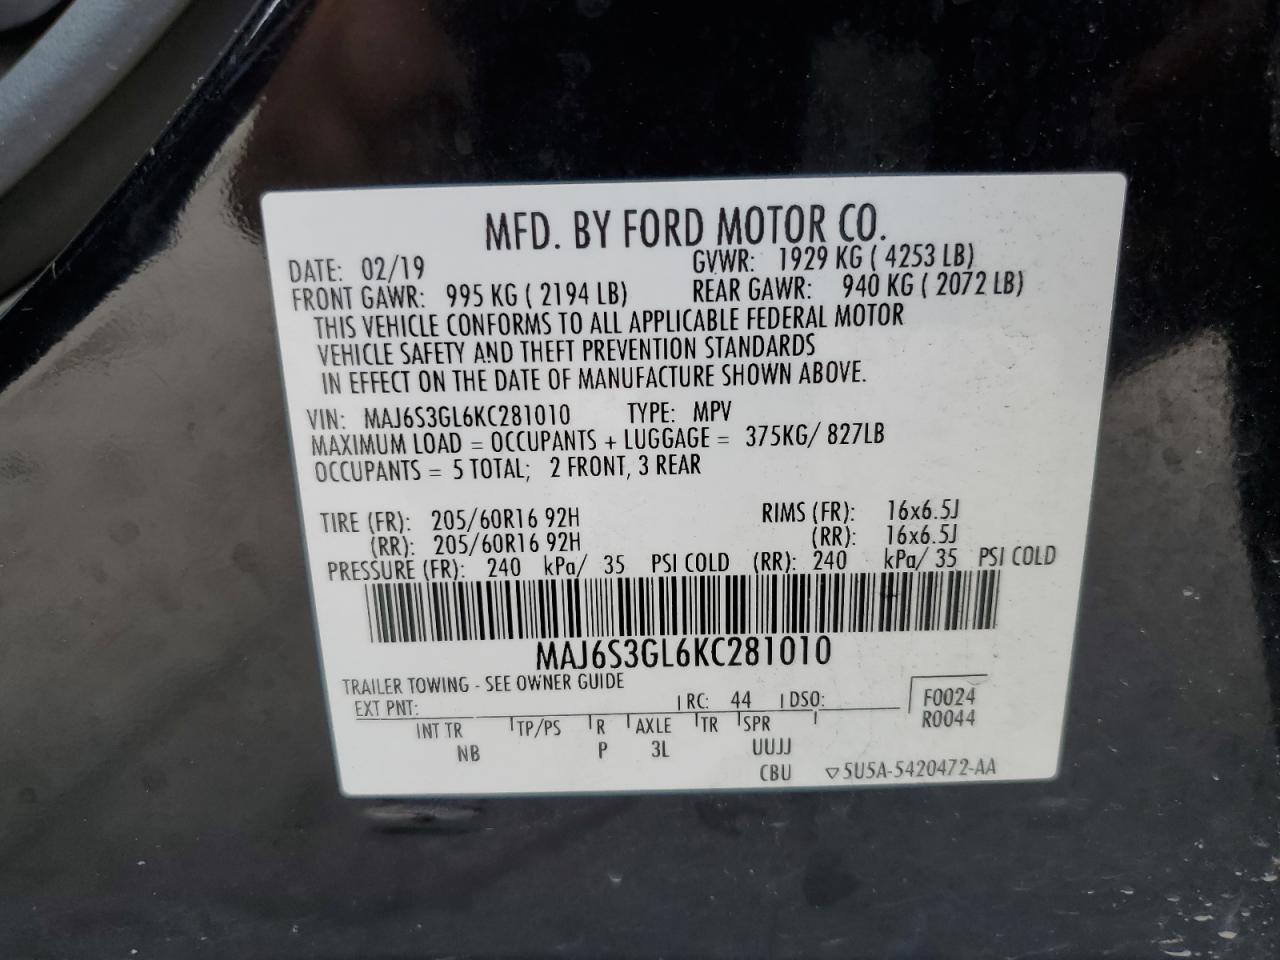 MFD. BY FORD MOTOR CO.
DATE: 02/19 GVWR: 1929 KG ( 4253 LB)
FRONT GAWR: 995 KG ( 2194 LB) REAR GAWR: 940 KG ( 2072 LB)
THIS VEHICLE CONFORMS TO ALL APPLICABLE FEDERAL MOTOR
VEHICLE SAFETY AND THEFT PREVENTION STANDARDS
IN EFFECT ON THE DATE OF MANUFACTURE SHOWN ABOVE.
VIN: MAJ6S3GL6KC281010 TYPE: MPV
MAXIMUM LOAD = OCCUPANTS + LUGGAGE = 375KG/ 827LB
OCCUPANTS = 5 TOTAL; 2 FRONT, 3 REAR
TIRE (FR): 205/60R16 92H RIMS (FR): 16x6.5J
(RR): 205/60R16 92H (RR): 16x6.5J
PRESSURE (FR): 240 kPa/ 35 PSI COLD (RR): 240 kPa/ 35 PSI COLD
MAJ6S3GL6KC281010
TRAILER TOWING - SEE OWNER GUIDE
EXT PNT: RC: 44 DSO: F0024
INT TR TP/PS R AXLE TR SPR R0044
NB P 3L UUJJ
CBU ▽5U5A-5420472-AA